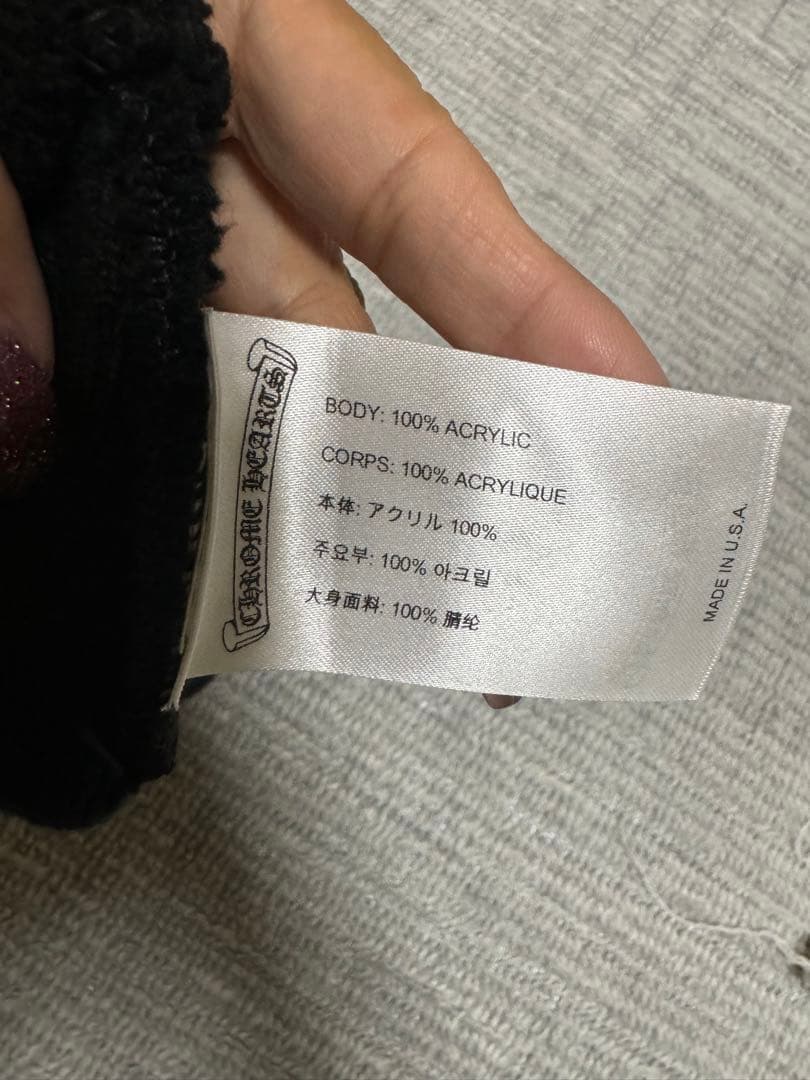 CHROME HEARTS
BODY: 100% ACRYLIC
CORPS: 100% ACRYLIQUE
本体: アクリル 100%
주요부: 100% 아크릴
大身面料: 100% 腈纶
MADE IN U.S.A.